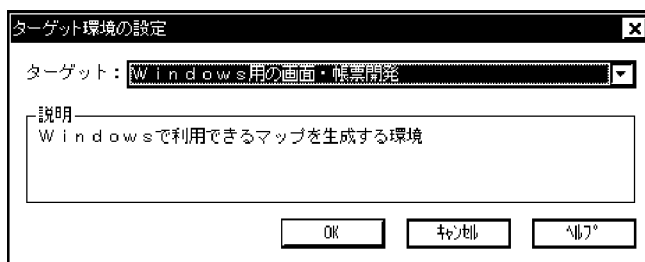 ターゲット環境の設定
ターゲット：Ｗｉｎｄｏｗｓ用の画面・帳票開発
説明
Ｗｉｎｄｏｗｓで利用できるマップを生成する環境
OK ｷｬﾝｾﾙ ﾍﾙﾌﾟ